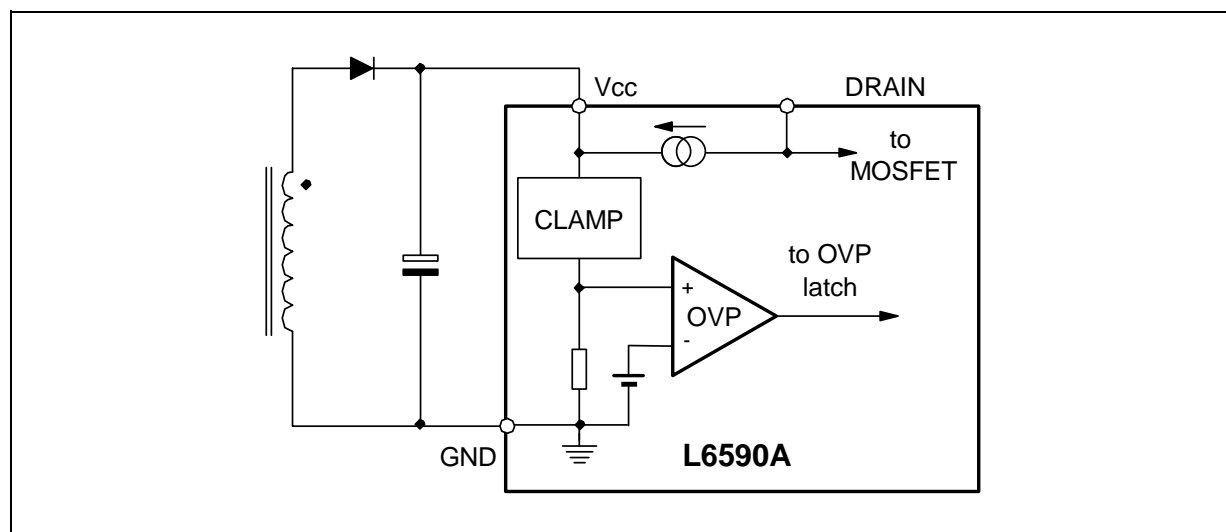 Vcc
DRAIN
to
MOSFET
CLAMP
to OVP
latch
+
OVP
-
GND
L6590A